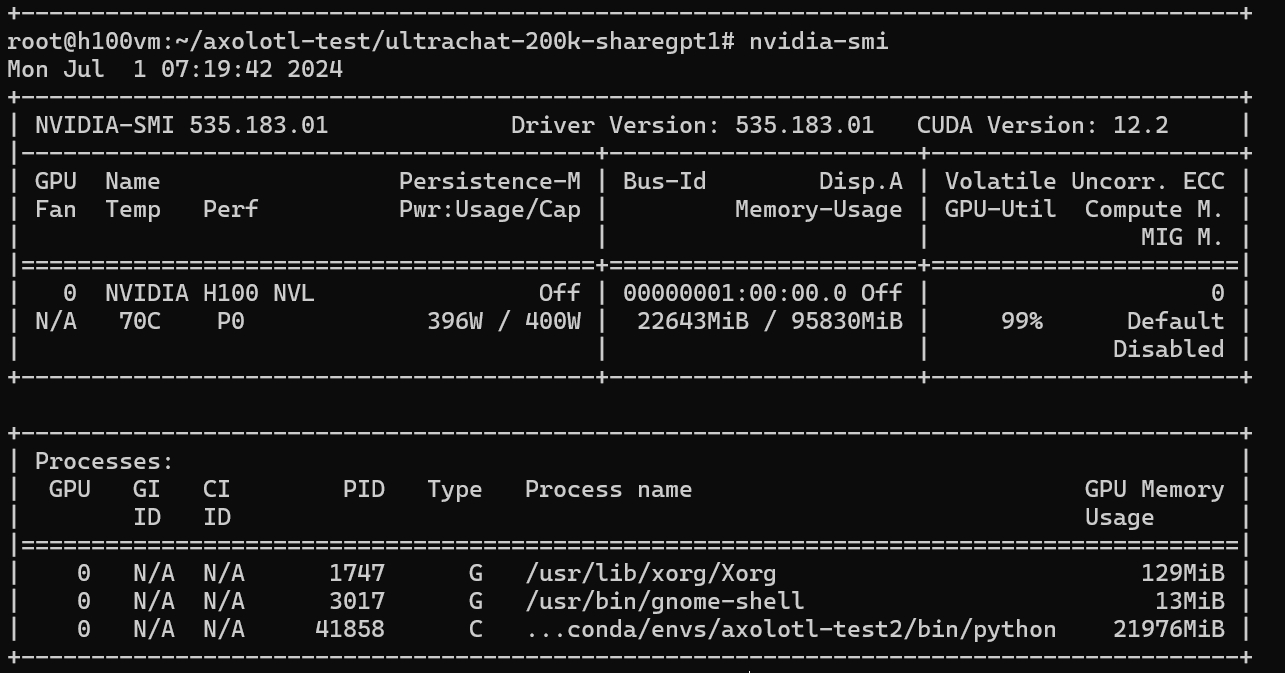 +-----------------------------------------------------------------------------------------+
root@h100vm:~/axolotl-test/ultrachat-200k-sharegpt1# nvidia-smi
Mon Jul  1 07:19:42 2024
+---------------------------------------------------------------------------------------+
| NVIDIA-SMI 535.183.01             Driver Version: 535.183.01   CUDA Version: 12.2     |
|-----------------------------------------+----------------------+----------------------+
| GPU  Name                 Persistence-M | Bus-Id        Disp.A | Volatile Uncorr. ECC |
| Fan  Temp   Perf          Pwr:Usage/Cap |         Memory-Usage | GPU-Util  Compute M. |
|                                         |                      |               MIG M. |
|=========================================+======================+======================|
|   0  NVIDIA H100 NVL                Off | 00000001:00:00.0 Off |                    0 |
| N/A   70C    P0            396W / 400W | 22643MiB / 95830MiB |     99%      Default |
|                                         |                      |             Disabled |
+-----------------------------------------+----------------------+----------------------+
+---------------------------------------------------------------------------------------+
| Processes:                                                                            |
|  GPU   GI   CI        PID   Type   Process name                            GPU Memory |
|        ID   ID                                                             Usage      |
|=======================================================================================|
|    0   N/A  N/A      1747      G   /usr/lib/xorg/Xorg                          129MiB |
|    0   N/A  N/A      3017      G   /usr/bin/gnome-shell                         13MiB |
|    0   N/A  N/A     41858      C   ...conda/envs/axolotl-test2/bin/python    21976MiB |
+---------------------------------------------------------------------------------------+